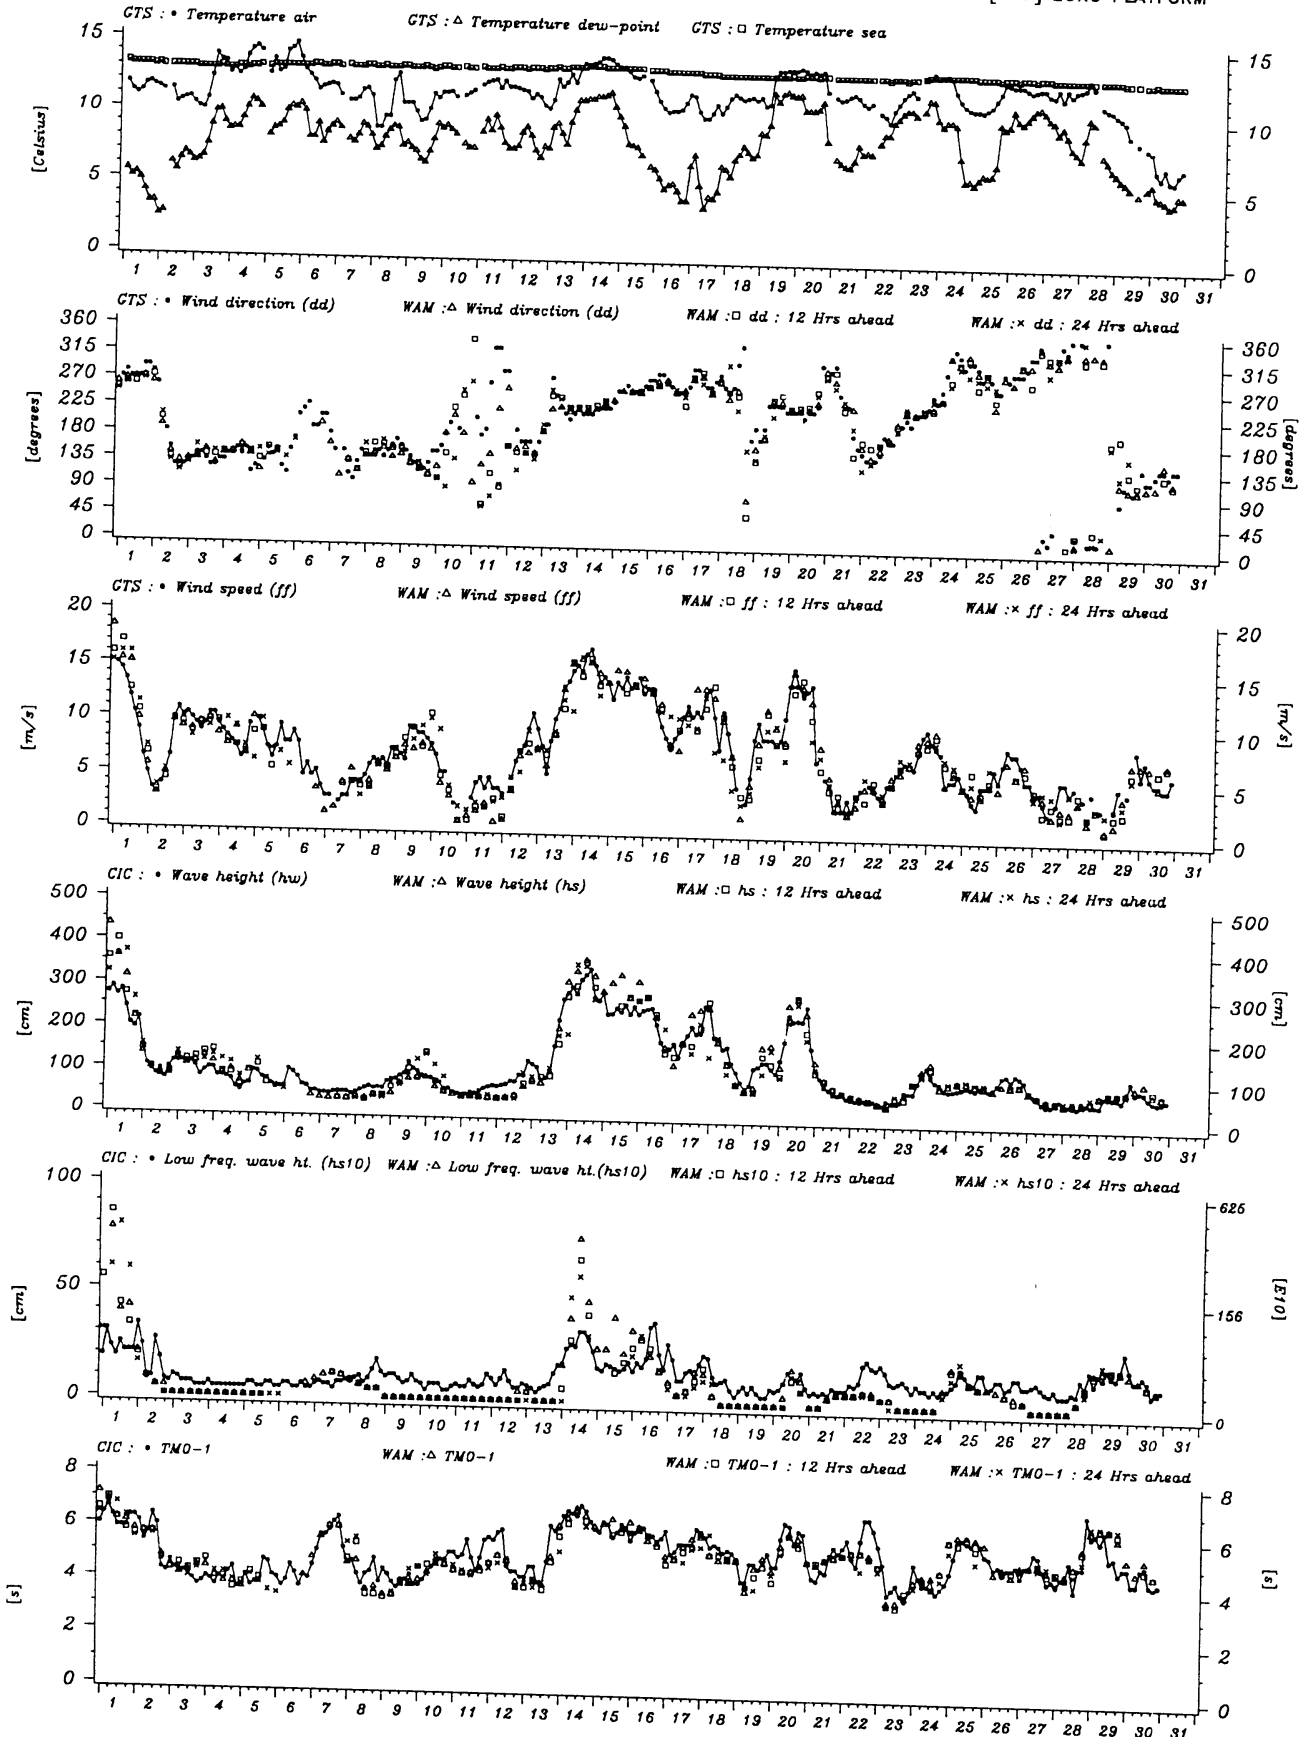 PLATFORM
GTS : • Temperature air GTS : △ Temperature dew-point GTS : □ Temperature sea
15
10
5
0
[Celsius]
15
10
5
0
[Celsius]
1 2 3 4 5 6 7 8 9 10 11 12 13 14 15 16 17 18 19 20 21 22 23 24 25 26 27 28 29 30 31
GTS : • Wind direction (dd) WAM :△ Wind direction (dd) WAM :□ dd : 12 Hrs ahead WAM :× dd : 24 Hrs ahead
360
315
270
225
180
135
90
45
0
[degrees]
360
315
270
225
180
135
90
45
0
[degrees]
1 2 3 4 5 6 7 8 9 10 11 12 13 14 15 16 17 18 19 20 21 22 23 24 25 26 27 28 29 30 31
GTS : • Wind speed (ff) WAM :△ Wind speed (ff) WAM :□ ff : 12 Hrs ahead WAM :× ff : 24 Hrs ahead
20
15
10
5
0
[m/s]
20
15
10
5
0
[m/s]
1 2 3 4 5 6 7 8 9 10 11 12 13 14 15 16 17 18 19 20 21 22 23 24 25 26 27 28 29 30 31
CIC : • Wave height (hw) WAM :△ Wave height (hs) WAM :□ hs : 12 Hrs ahead WAM :× hs : 24 Hrs ahead
500
400
300
200
100
0
[cm]
500
400
300
200
100
0
[cm]
1 2 3 4 5 6 7 8 9 10 11 12 13 14 15 16 17 18 19 20 21 22 23 24 25 26 27 28 29 30 31
CIC : • Low freq. wave ht. (hs10) WAM :△ Low freq. wave ht.(hs10) WAM :□ hs10 : 12 Hrs ahead WAM :× hs10 : 24 Hrs ahead
100
50
0
[cm]
626
156
0
[E10]
1 2 3 4 5 6 7 8 9 10 11 12 13 14 15 16 17 18 19 20 21 22 23 24 25 26 27 28 29 30 31
CIC : • TM0-1 WAM :△ TM0-1 WAM :□ TM0-1 : 12 Hrs ahead WAM :× TM0-1 : 24 Hrs ahead
8
6
4
2
0
[s]
8
6
4
2
0
[s]
1 2 3 4 5 6 7 8 9 10 11 12 13 14 15 16 17 18 19 20 21 22 23 24 25 26 27 28 29 30 31